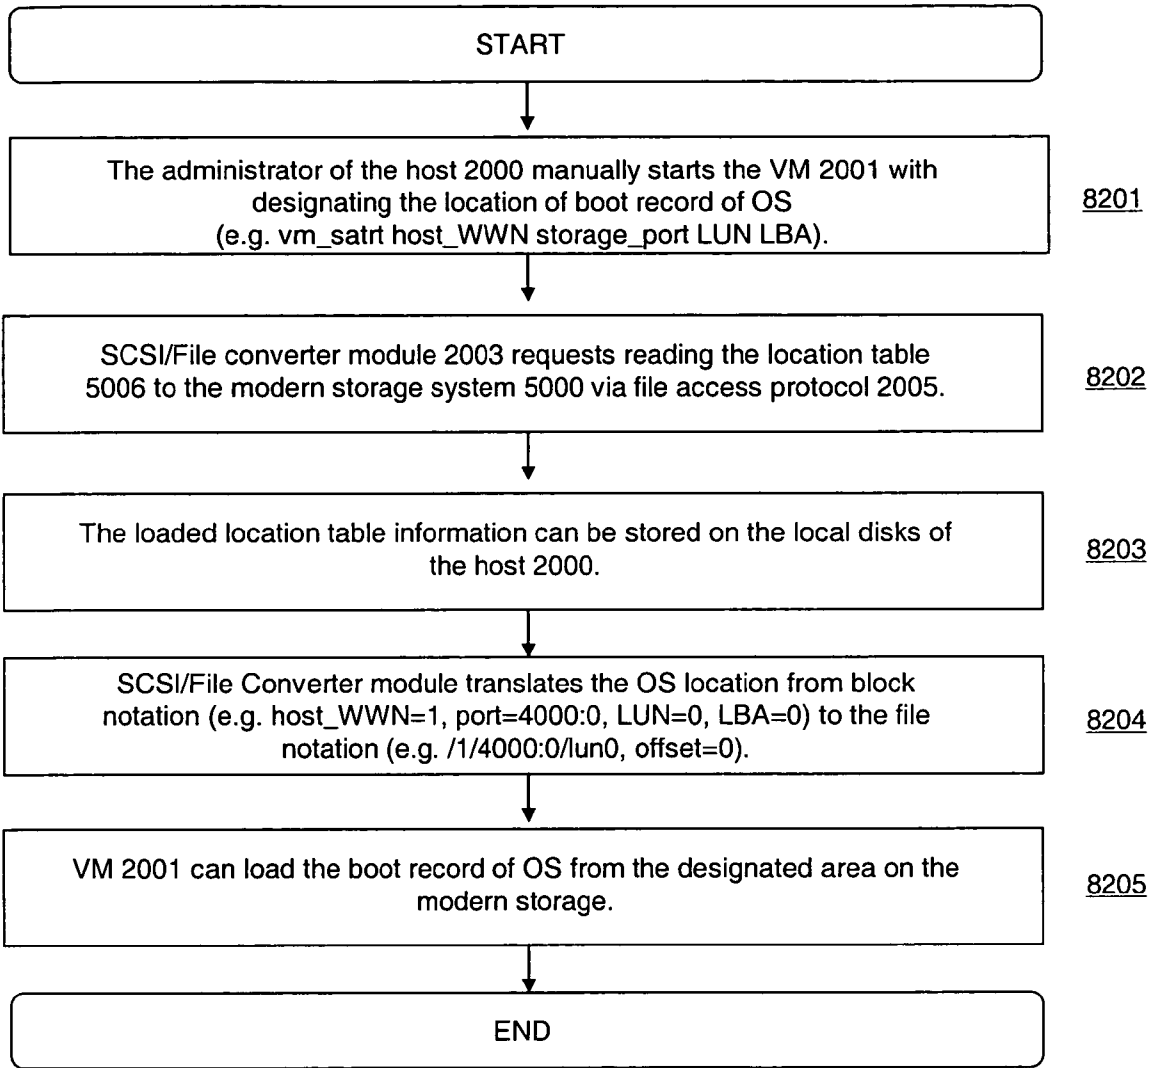 START
The administrator of the host 2000 manually starts the VM 2001 with
designating the location of boot record of OS
(e.g. vm_satrt host_WWN storage_port LUN LBA).
8201
SCSI/File converter module 2003 requests reading the location table
5006 to the modern storage system 5000 via file access protocol 2005.
8202
The loaded location table information can be stored on the local disks of
the host 2000.
8203
SCSI/File Converter module translates the OS location from block
notation (e.g. host_WWN=1, port=4000:0, LUN=0, LBA=0) to the file
notation (e.g. /1/4000:0/lun0, offset=0).
8204
VM 2001 can load the boot record of OS from the designated area on the
modern storage.
8205
END